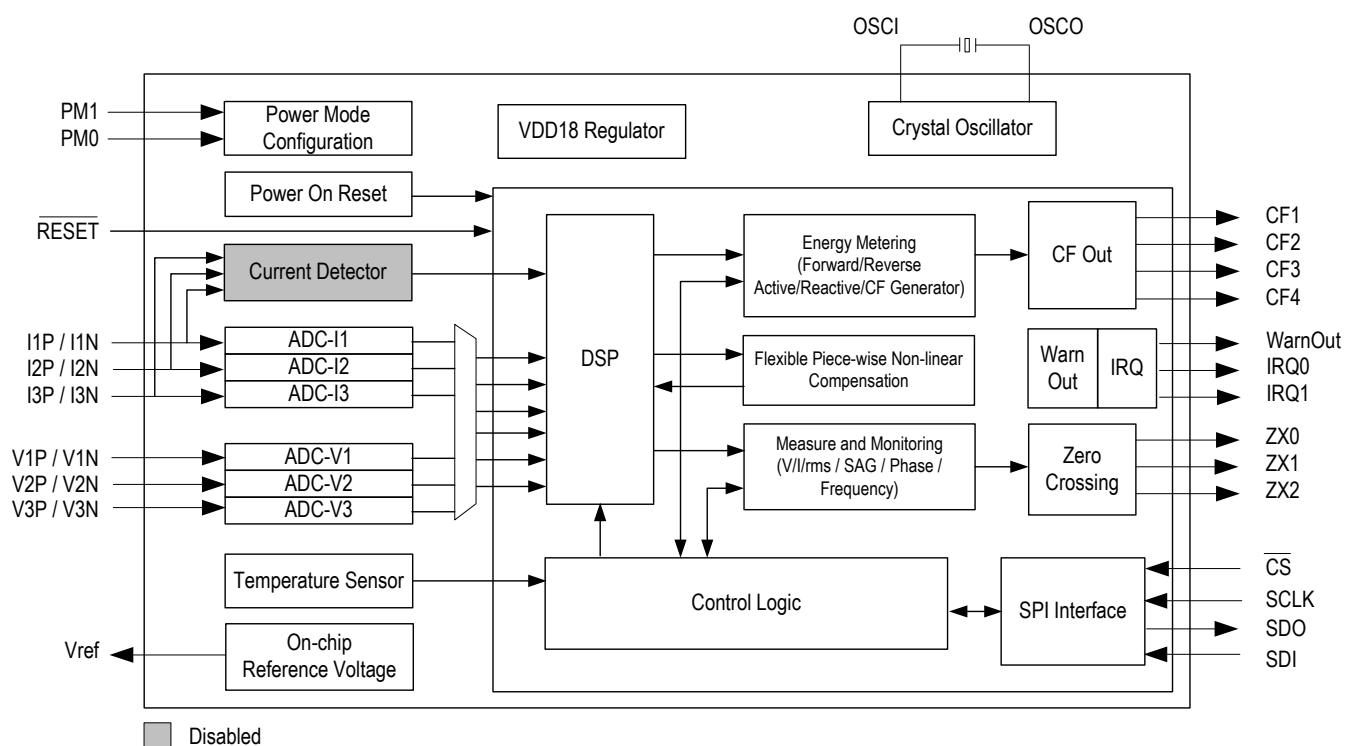 OSCI
OSCO
PM1
PM0
Power Mode
Configuration
VDD18 Regulator
Crystal Oscillator
Power On Reset
RESET
Current Detector
I1P / I1N
I2P / I2N
I3P / I3N
ADC-I1
ADC-I2
ADC-I3
V1P / V1N
V2P / V2N
V3P / V3N
ADC-V1
ADC-V2
ADC-V3
Temperature Sensor
Vref
On-chip
Reference Voltage
DSP
Energy Metering
(Forward/Reverse
Active/Reactive/CF Generator)
Flexible Piece-wise Non-linear
Compensation
Measure and Monitoring
(V/I/rms / SAG / Phase /
Frequency)
Control Logic
CF Out
CF1
CF2
CF3
CF4
Warn
Out
IRQ
WarnOut
IRQ0
IRQ1
Zero
Crossing
ZX0
ZX1
ZX2
SPI Interface
CS
SCLK
SDO
SDI
Disabled